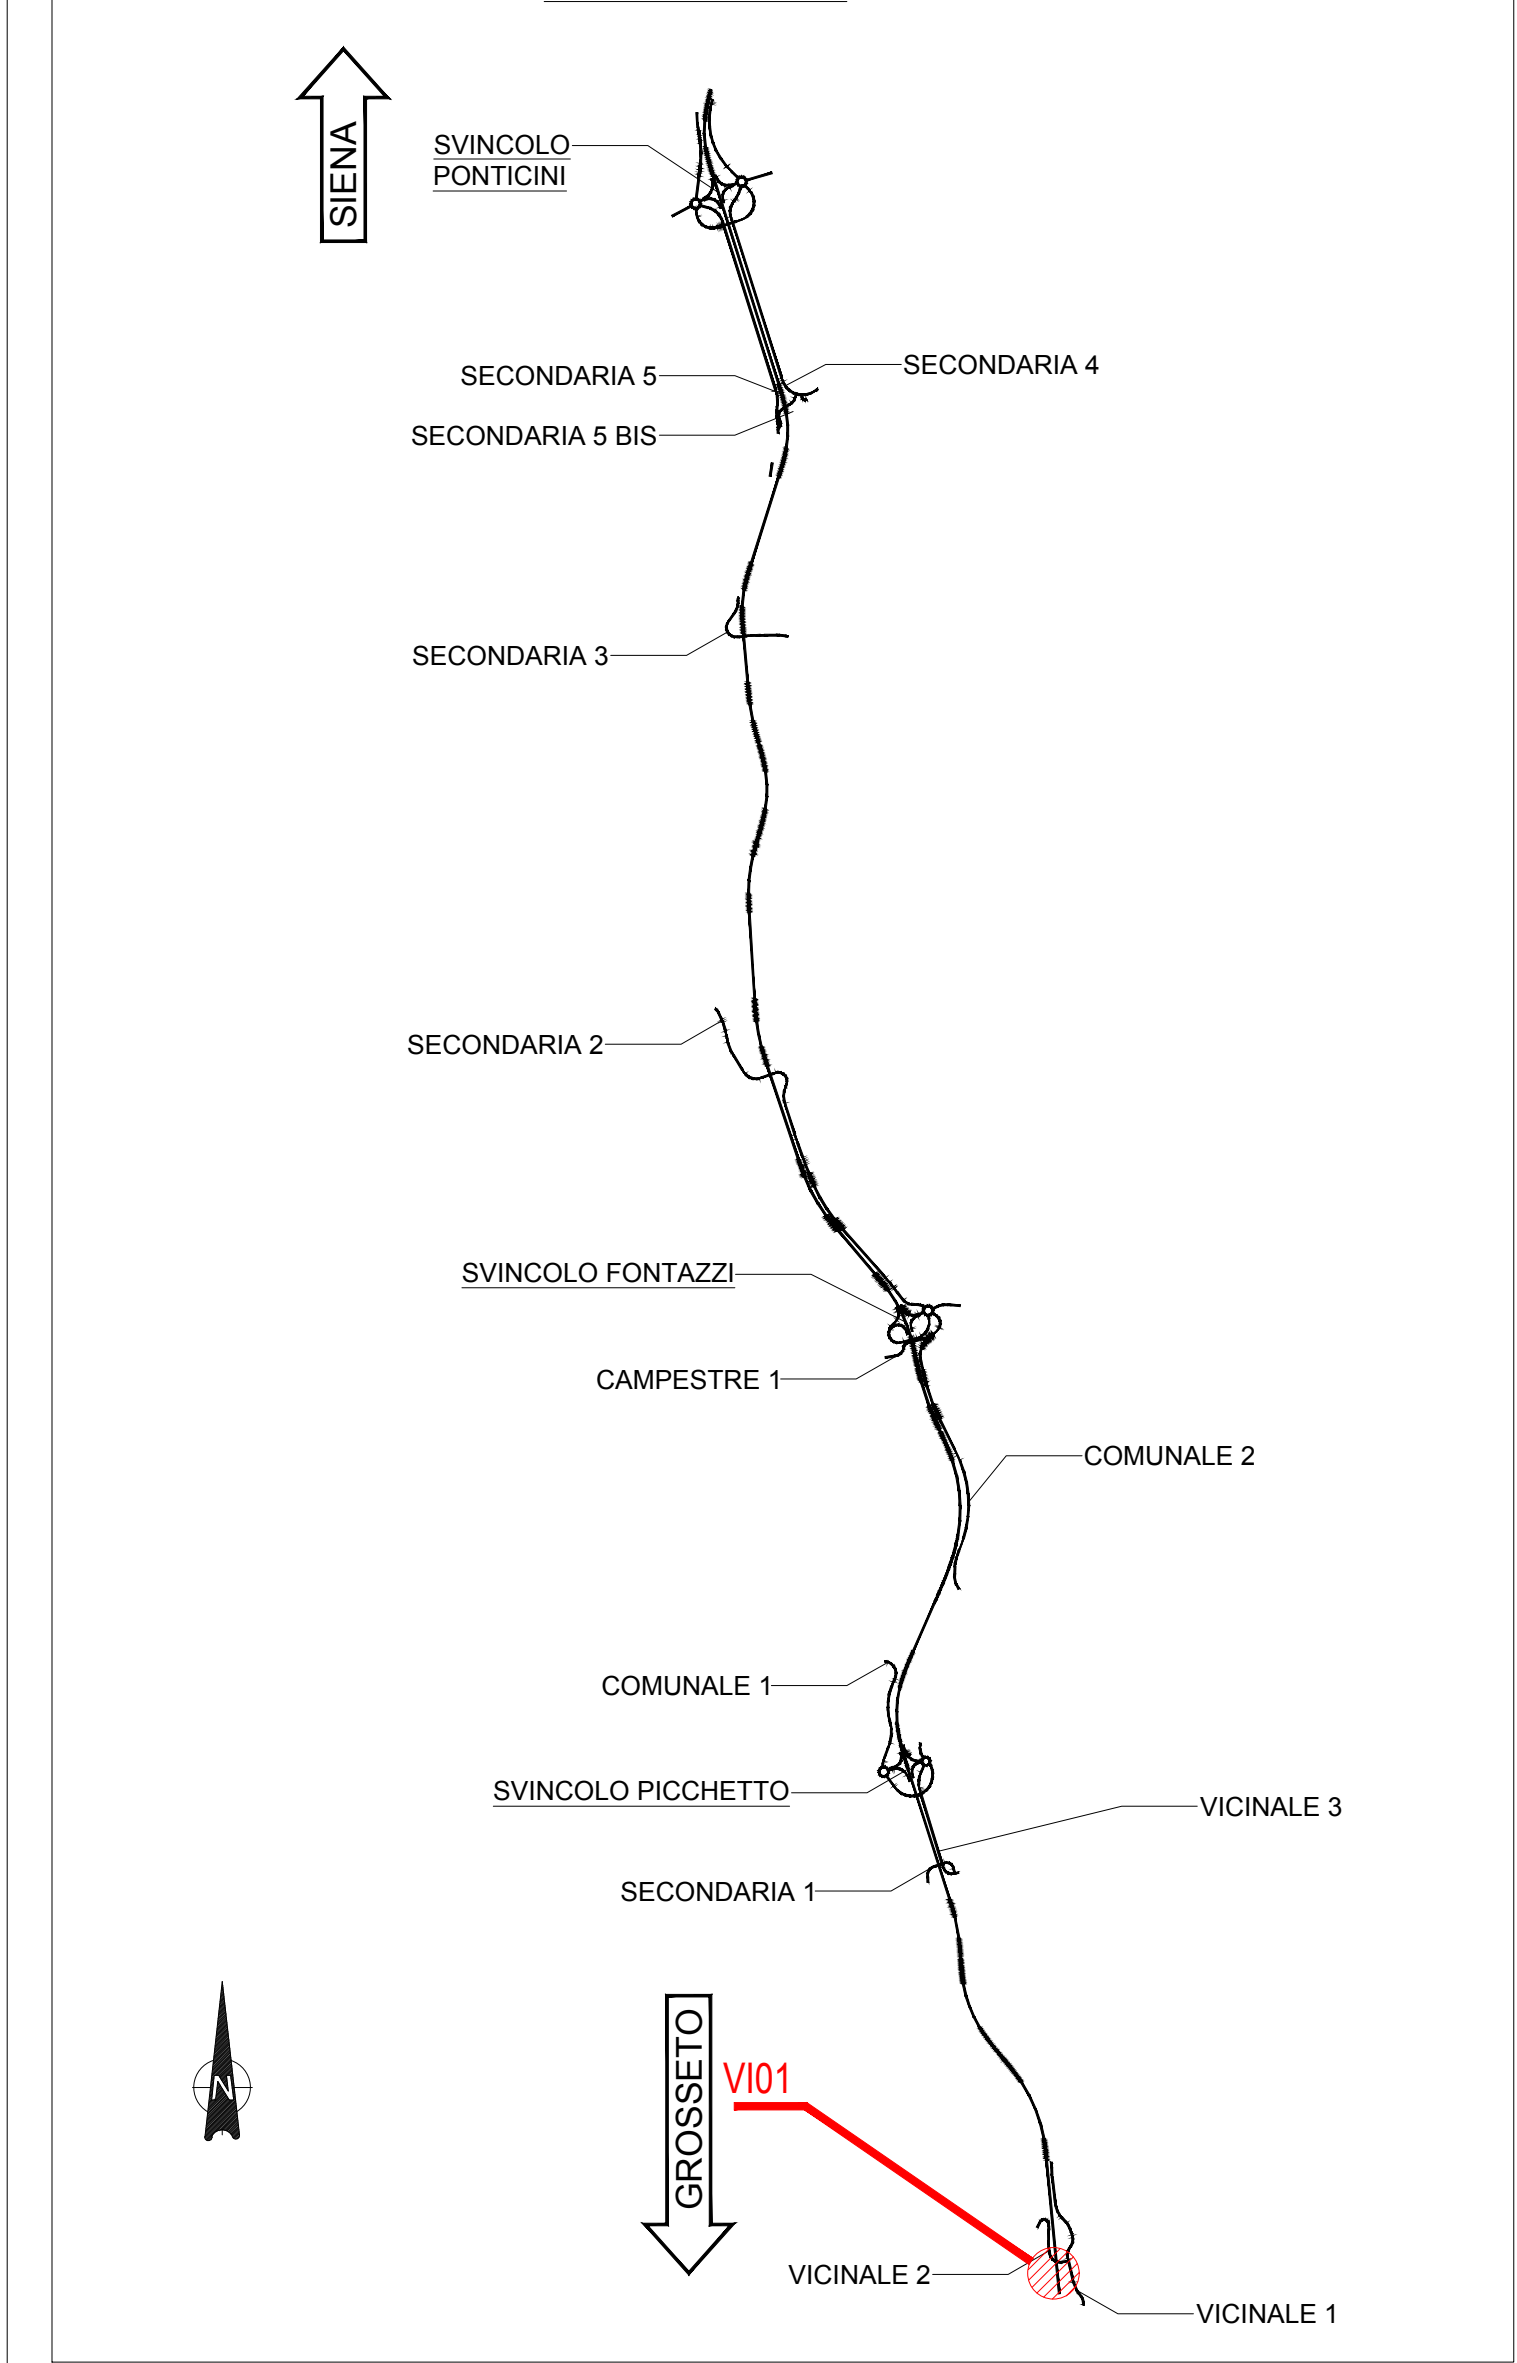 SIENA
SVINCOLO
PONTICINI
SECONDARIA 4
SECONDARIA 5
SECONDARIA 5 BIS
SECONDARIA 3
SECONDARIA 2
SVINCOLO FONTAZZI
CAMPESTRE 1
COMUNALE 2
COMUNALE 1
SVINCOLO PICCHETTO
VICINALE 3
SECONDARIA 1
GROSSETO
VI01
N
VICINALE 2
VICINALE 1